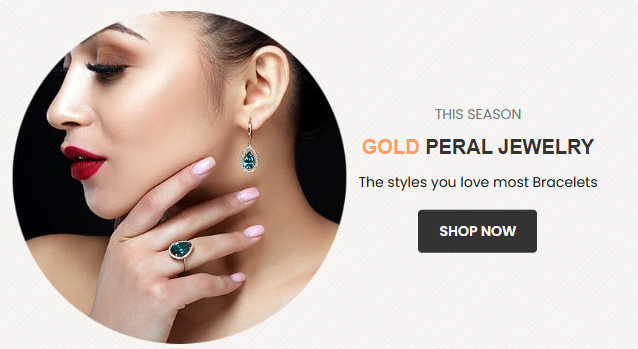 THIS SEASON
GOLD PERAL JEWELRY
The styles you love most Bracelets
SHOP NOW